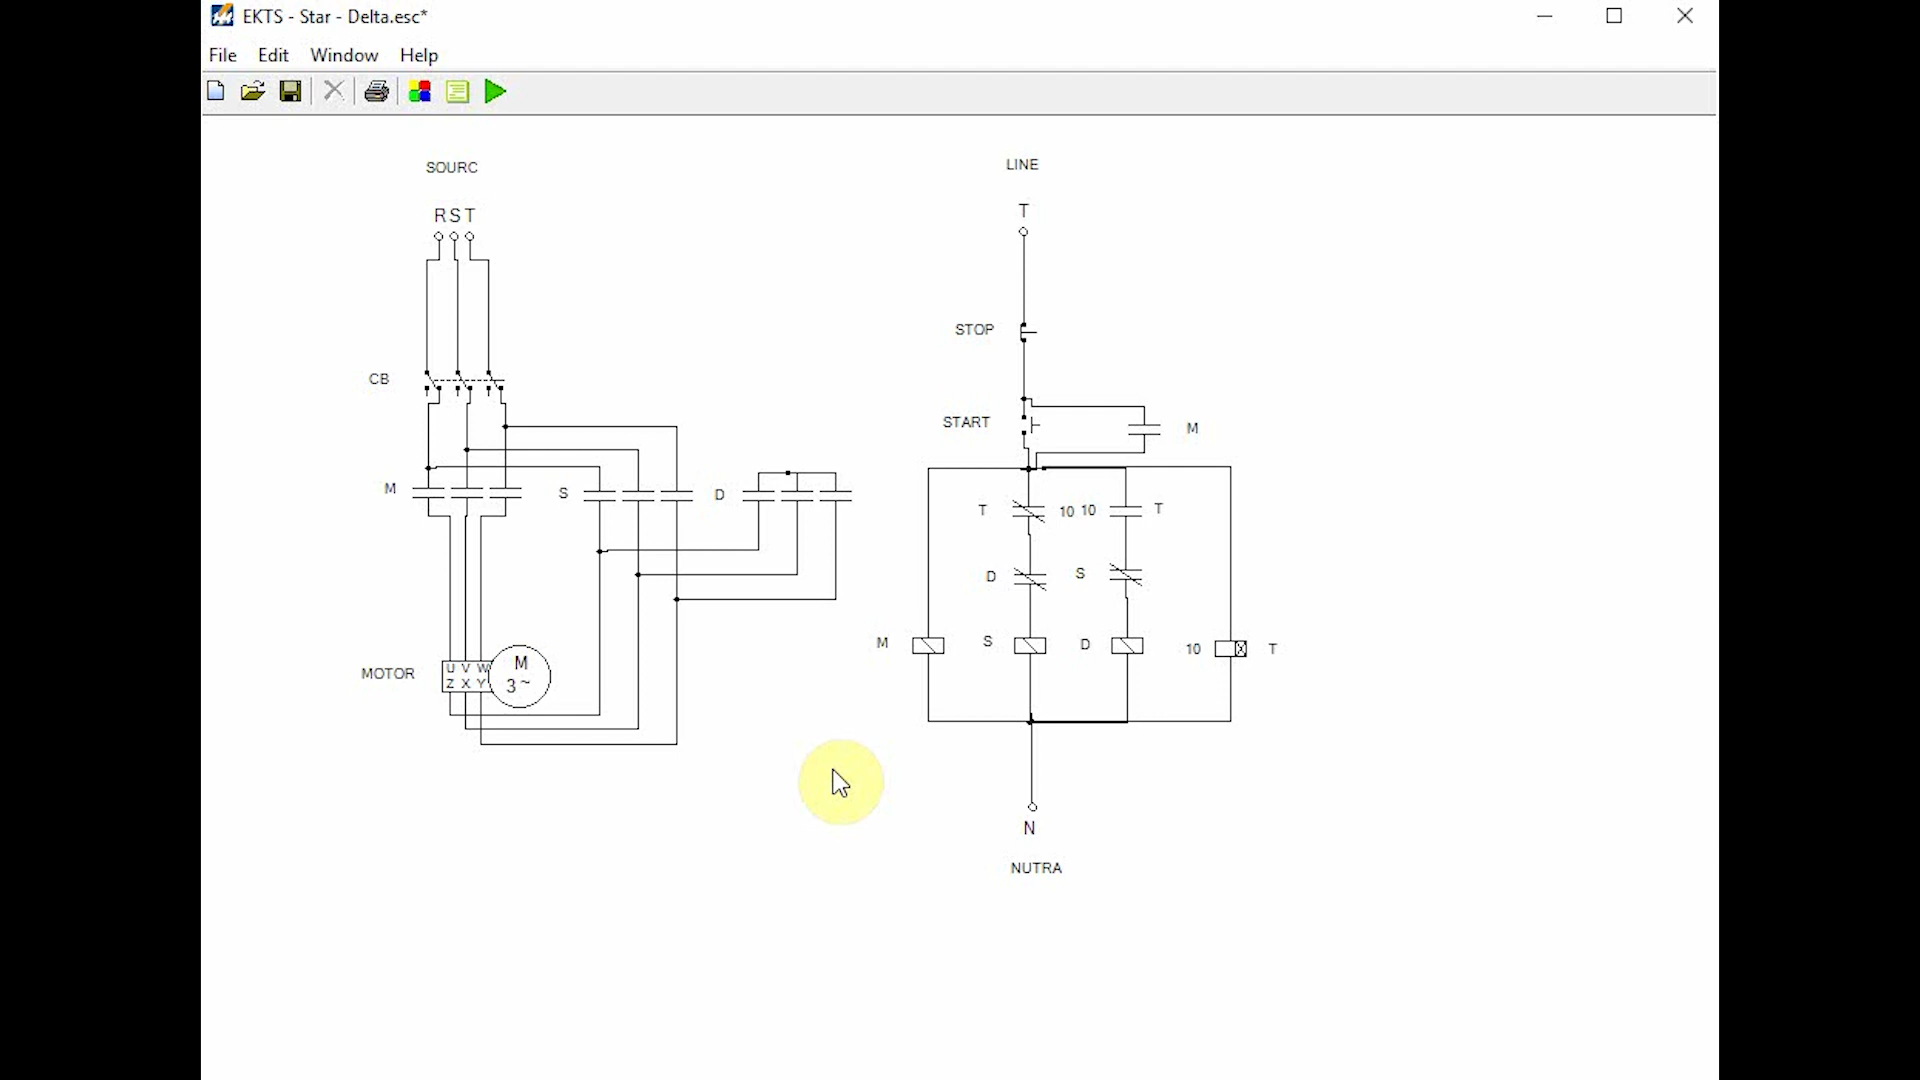 EKTS - Star - Delta.esc*
File Edit Window Help
SOURC
R S T
CB
M
S
D
MOTOR
U V W
Z X Y
M
3 ~
LINE
T
STOP
START
M
T
10 10
T
D
S
M
S
D
10
T
N
NUTRA